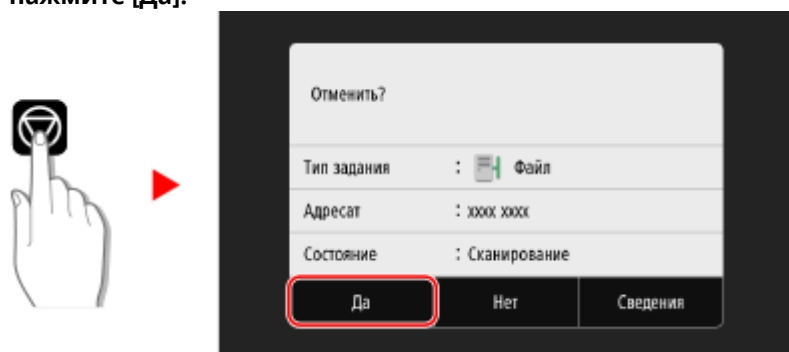 нажмите [Да].
Отменить?
Тип задания : Файл
Адресат : xxxx xxxx
Состояние : Сканирование
Да Нет Сведения